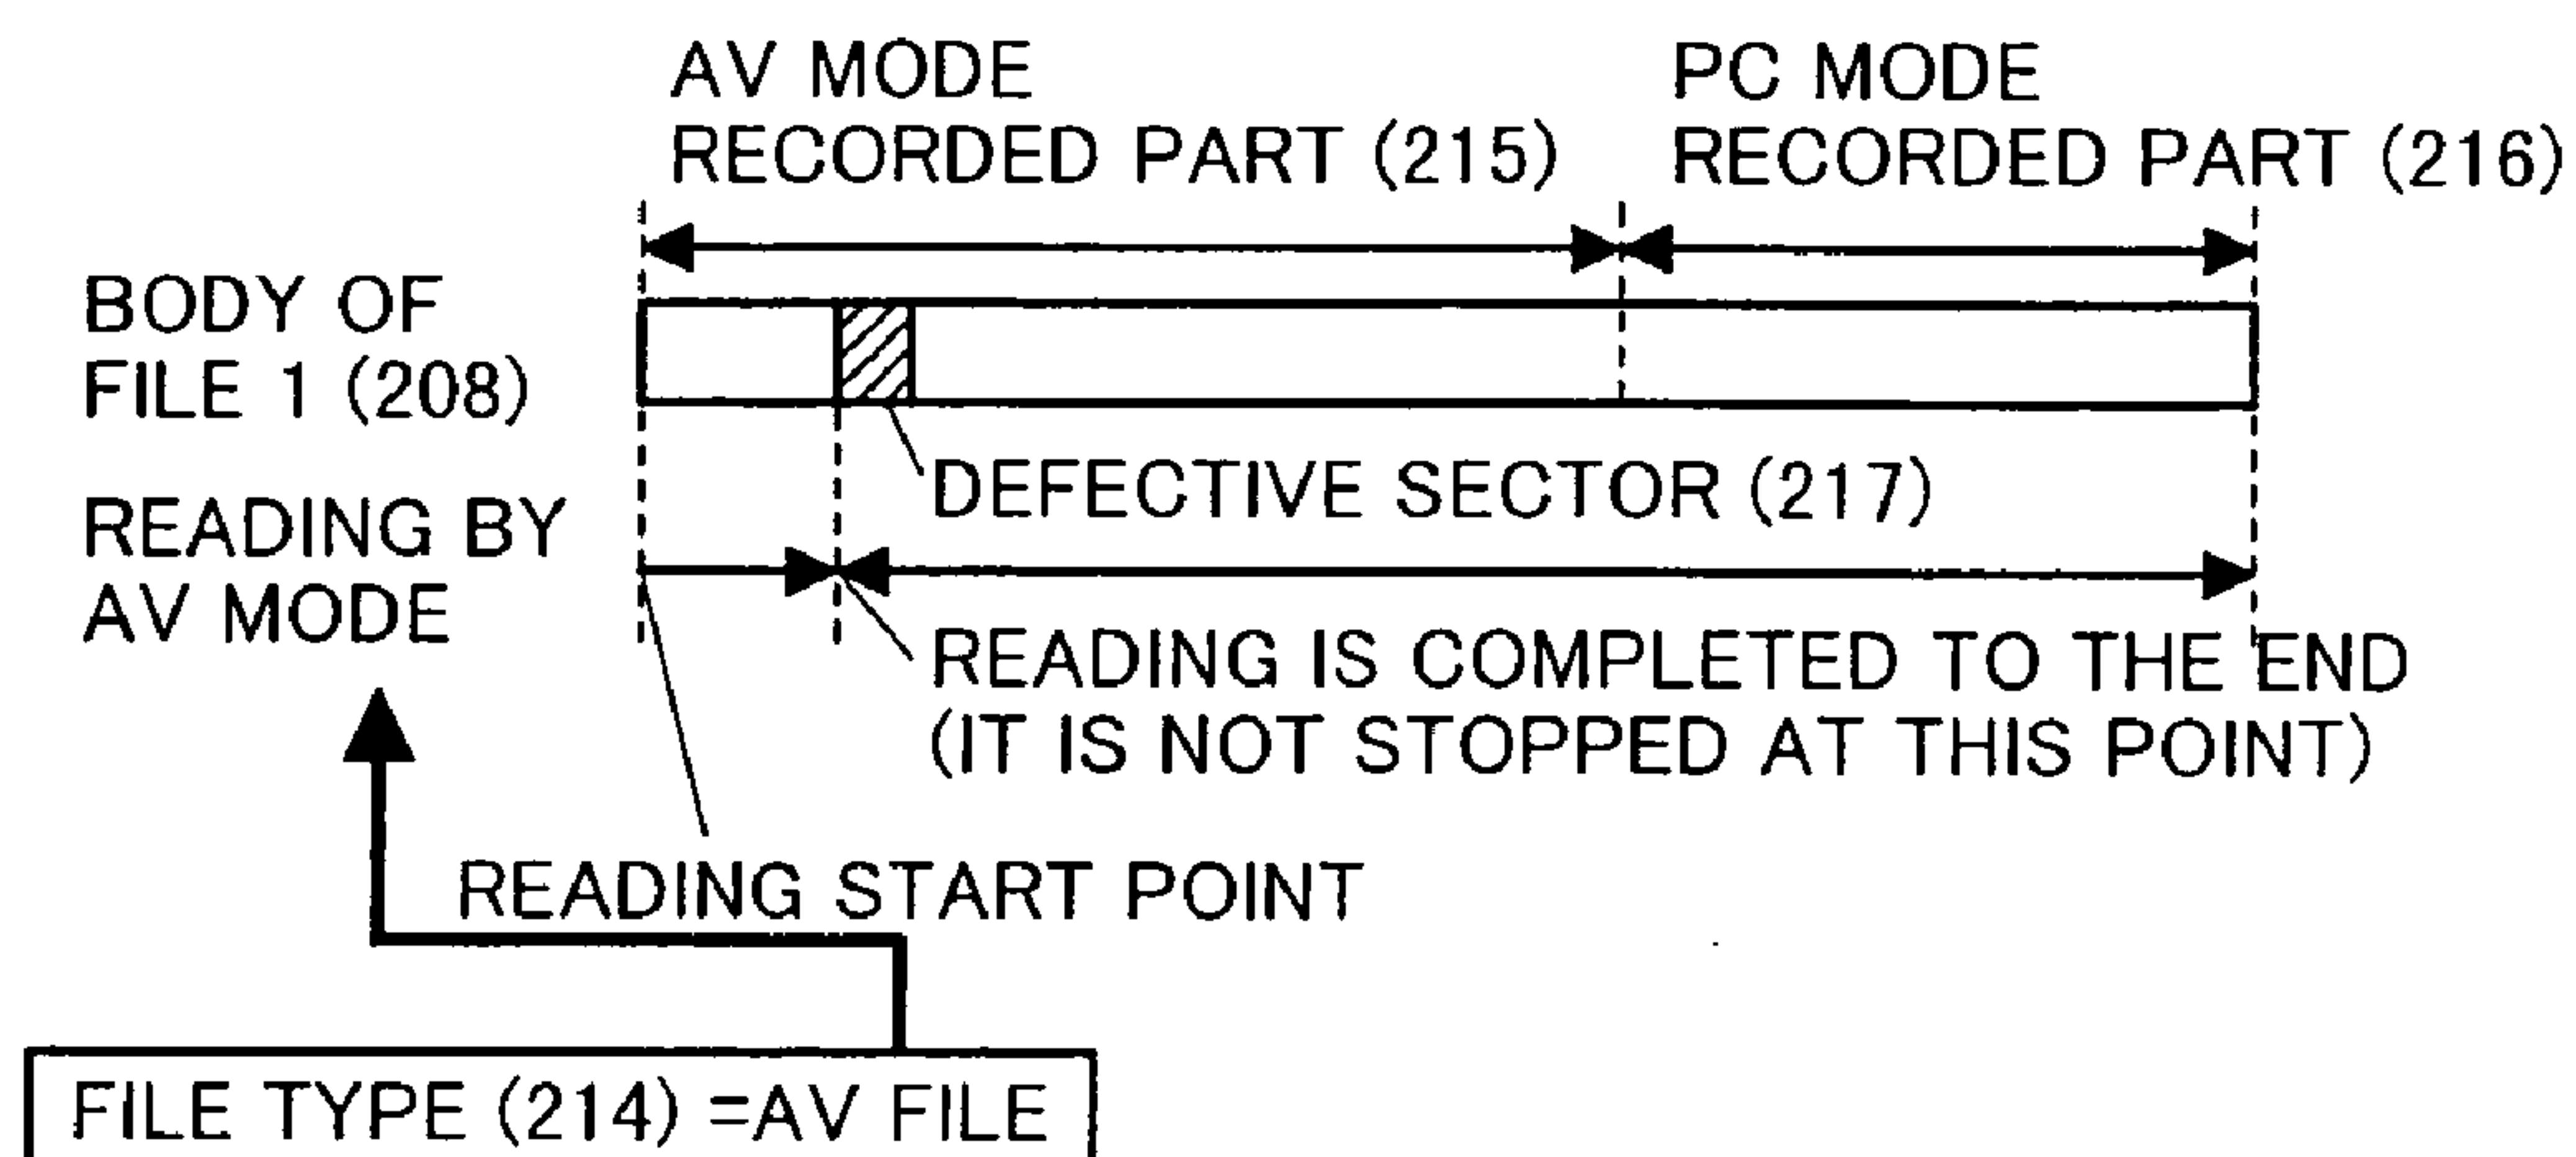 AV MODE
RECORDED PART (215)
PC MODE
RECORDED PART (216)
BODY OF
FILE 1 (208)
DEFECTIVE SECTOR (217)
READING BY
AV MODE
READING IS COMPLETED TO THE END
(IT IS NOT STOPPED AT THIS POINT)
READING START POINT
FILE TYPE (214) =AV FILE